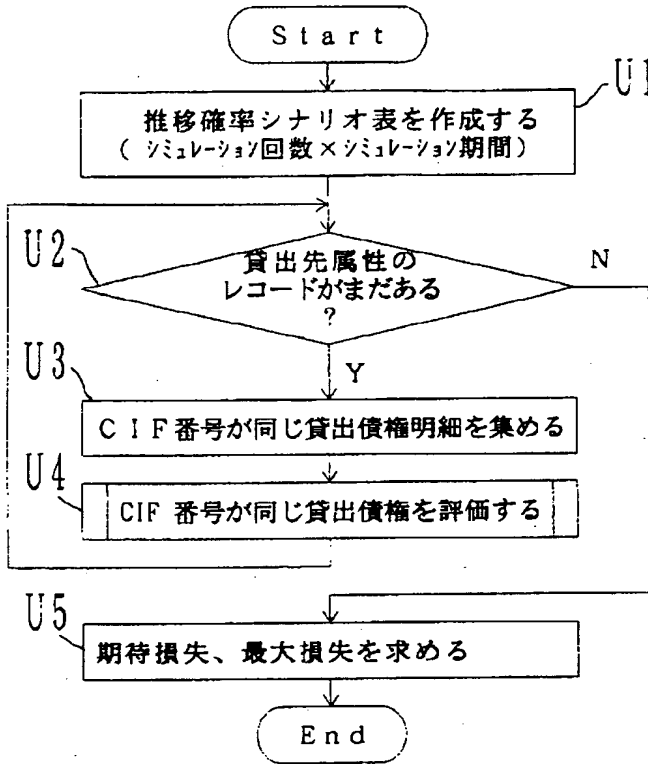 Start
U1
推移確率シナリオ表を作成する
( シミュレーション回数×シミュレーション期間)
U2
貸出先属性の
レコードがまだある
?
N
Y
U3
CIF番号が同じ貸出債権明細を集める
U4
CIF 番号が同じ貸出債権を評価する
U5
期待損失、最大損失を求める
End